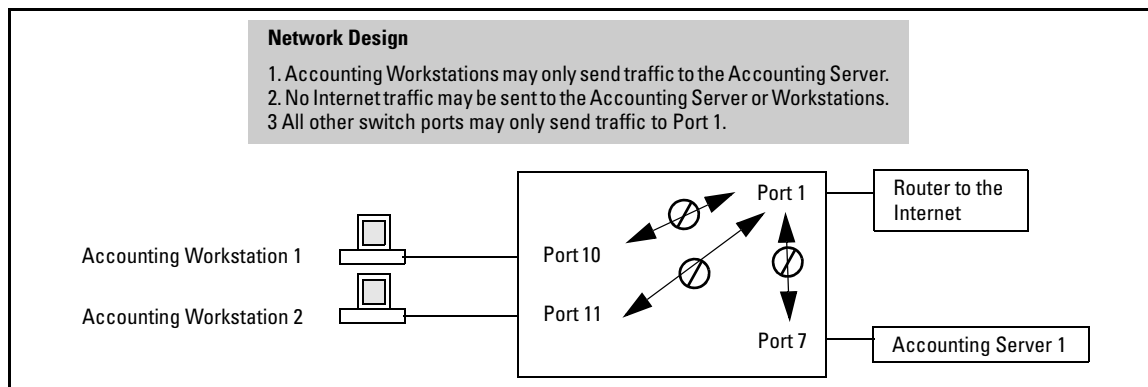 Network Design
1. Accounting Workstations may only send traffic to the Accounting Server.
2. No Internet traffic may be sent to the Accounting Server or Workstations.
3 All other switch ports may only send traffic to Port 1.
Port 1
Router to the
Internet
Accounting Workstation 1
Port 10
Accounting Workstation 2
Port 11
Port 7
Accounting Server 1